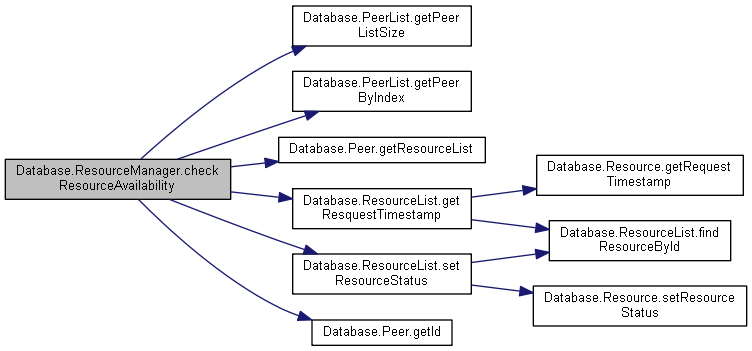 Database.PeerList.getPeer
ListSize
Database.PeerList.getPeer
ByIndex
Database.Peer.getResourceList
Database.ResourceManager.check
ResourceAvailability
Database.ResourceList.get
ResquestTimestamp
Database.ResourceList.set
ResourceStatus
Database.Peer.getId
Database.Resource.getRequest
Timestamp
Database.ResourceList.find
ResourceById
Database.Resource.setResource
Status